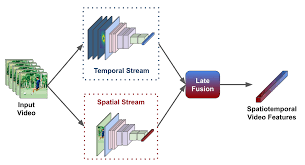 Temporal Stream
Input
Video
Late
Fusion
Spatial Stream
Spatiotemporal
Video Features